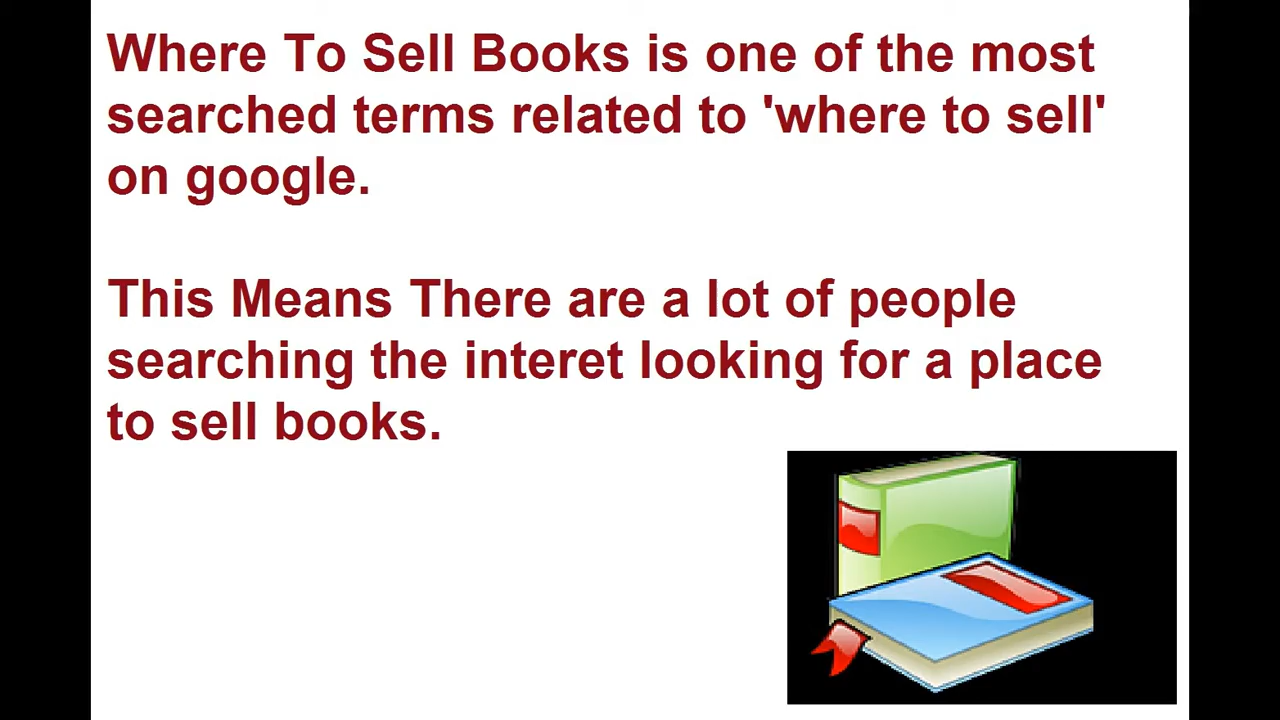 Where To Sell Books is one of the most
searched terms related to 'where to sell'
on google.
This Means There are a lot of people
searching the interet looking for a place
to sell books.